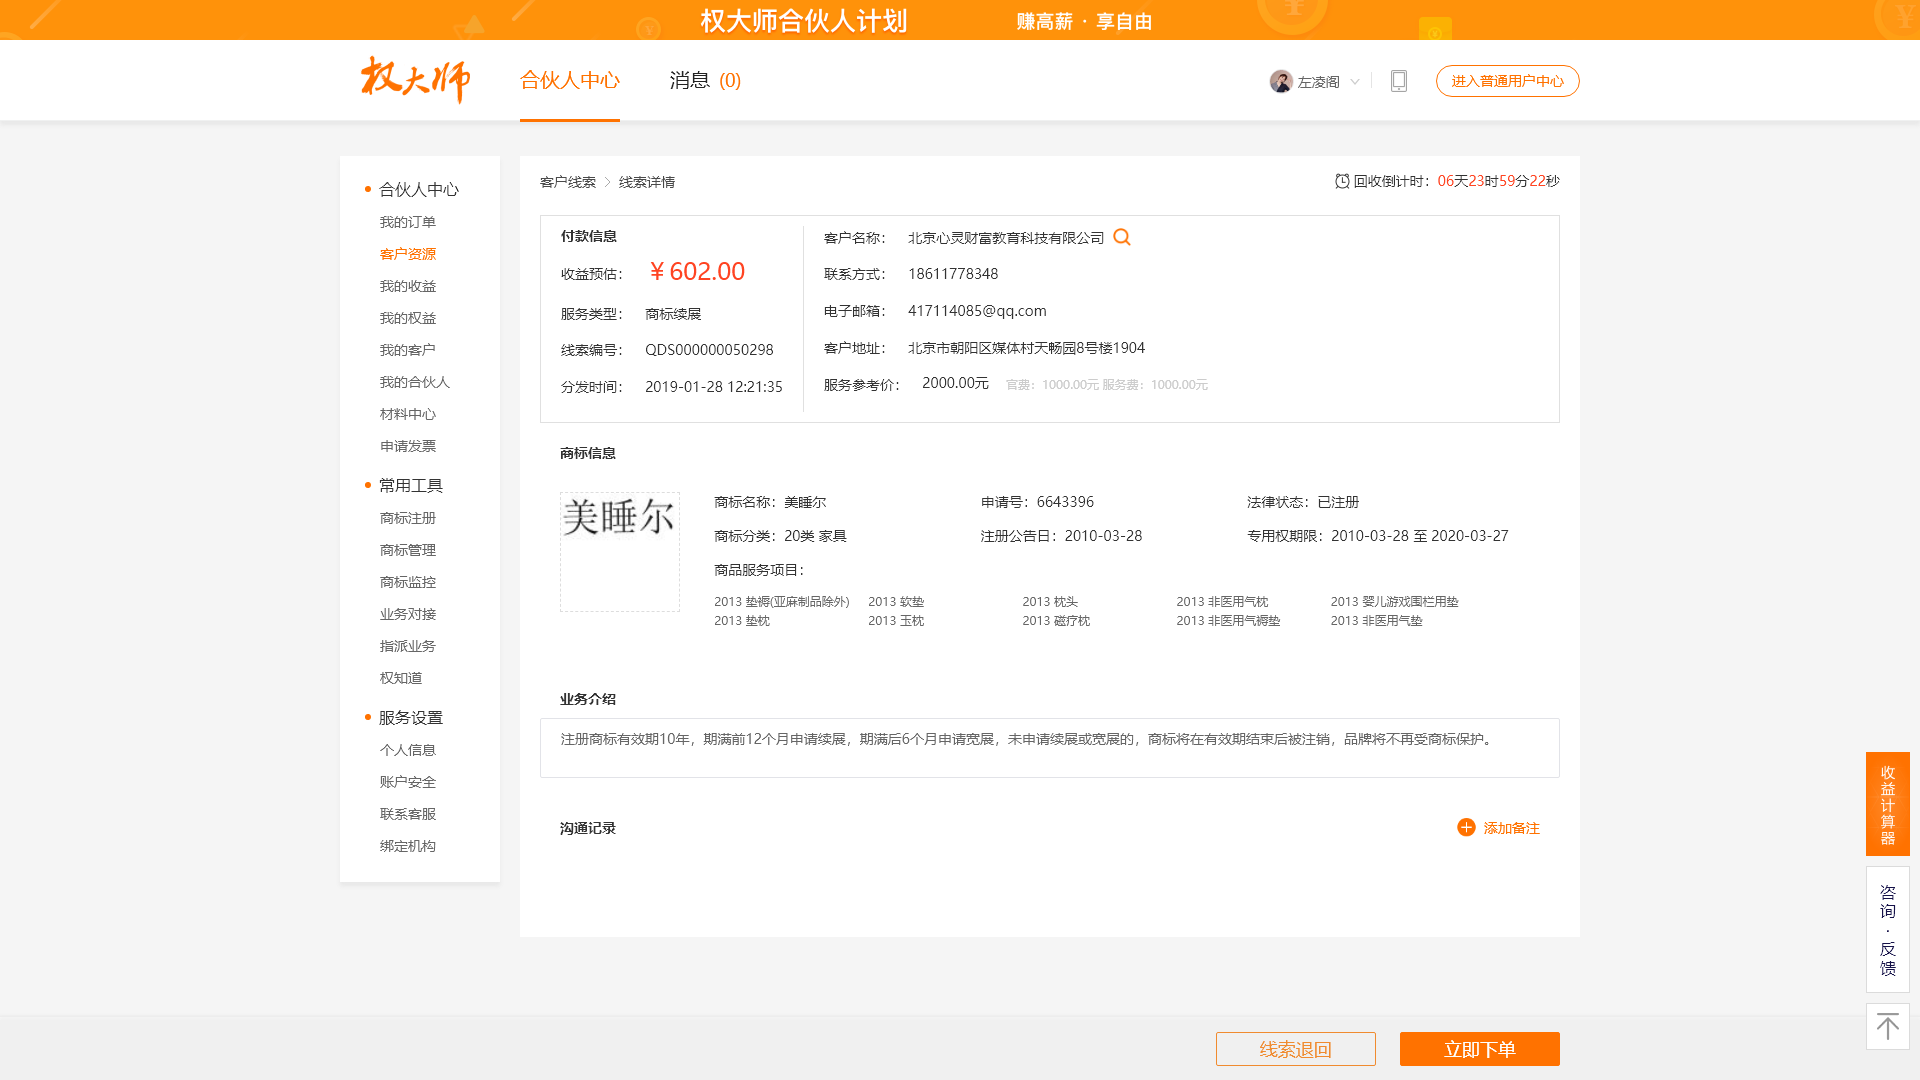 权大师合伙人计划 赚高薪 · 享自由
权大师 合伙人中心 消息 (0) 左凌阁 进入普通用户中心
合伙人中心
我的订单
客户资源
我的收益
我的权益
我的客户
我的合伙人
材料中心
申请发票
常用工具
商标注册
商标管理
商标监控
业务对接
指派业务
权知道
服务设置
个人信息
账户安全
联系客服
绑定机构
客户线索 > 线索详情 回收倒计时：06天23时59分22秒
付款信息
收益预估： ¥ 602.00
服务类型： 商标续展
线索编号： QDS000000050298
分发时间： 2019-01-28 12:21:35
客户名称： 北京心灵财富教育科技有限公司
联系方式： 18611778348
电子邮箱： 417114085@qq.com
客户地址： 北京市朝阳区媒体村天畅园8号楼1904
服务参考价： 2000.00元 官费：1000.00元 服务费：1000.00元
商标信息
美睡尔
商标名称：美睡尔 申请号：6643396 法律状态：已注册
商标分类：20类 家具 注册公告日：2010-03-28 专用权期限：2010-03-28 至 2020-03-27
商品服务项目：
2013 垫褥(亚麻制品除外) 2013 软垫 2013 枕头 2013 非医用气枕 2013 婴儿游戏围栏用垫
2013 垫枕 2013 玉枕 2013 磁疗枕 2013 非医用气褥垫 2013 非医用气垫
业务介绍
注册商标有效期10年，期满前12个月申请续展，期满后6个月申请宽展，未申请续展或宽展的，商标将在有效期结束后被注销，品牌将不再受商标保护。
沟通记录 添加备注
收益计算器
咨询·反馈
线索退回 立即下单